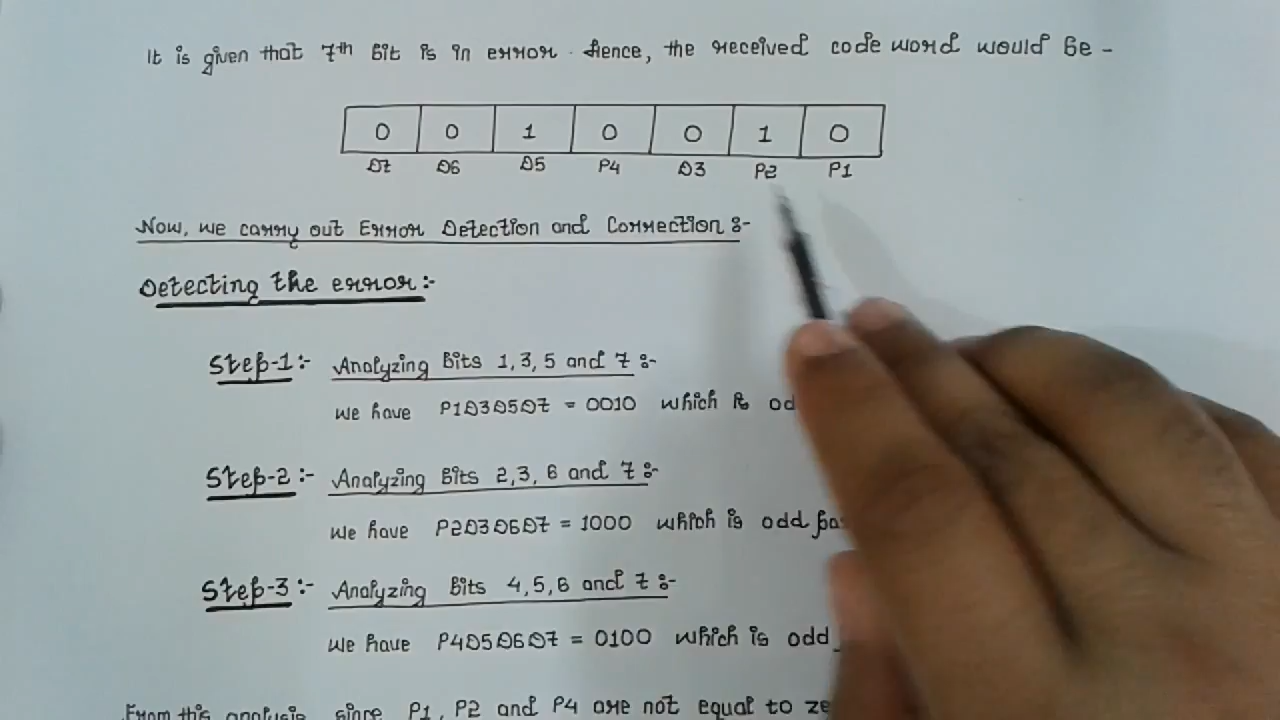 It is given that 7th Bit is in error. Hence, the received code word would be -
0 0 1 0 0 1 0
D7 D6 D5 P4 D3 P2 P1
Now, we carry out Error Detection and Correction :-
Detecting the error :-
Step-1 :- Analyzing Bits 1, 3, 5 and 7 :-
We have P1D3D5D7 = 0010 which is od
Step-2 :- Analyzing Bits 2, 3, 6 and 7 :-
We have P2D3D6D7 = 1000 which is odd pa
Step-3 :- Analyzing Bits 4, 5, 6 and 7 :-
We have P4D5D6D7 = 0100 which is odd
From this analysis, since P1, P2 and P4 are not equal to ze